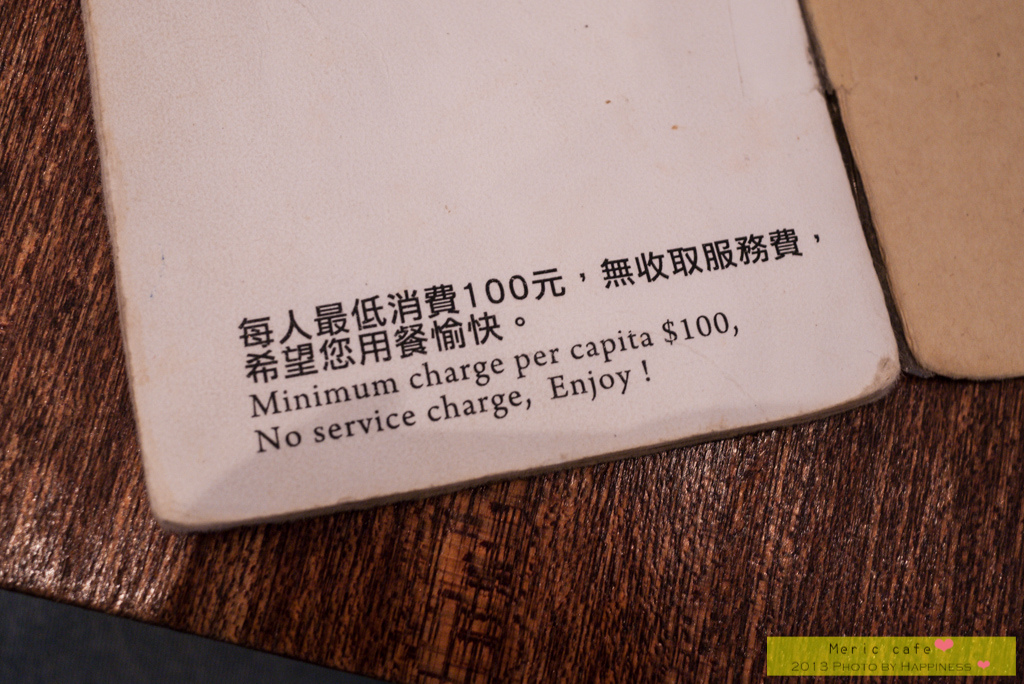 每人最低消費100元，無收取服務費，
希望您用餐愉快。
Minimum charge per capita $100,
No service charge, Enjoy !
Meric cafe
2013 PHOTO BY HAPPINESS